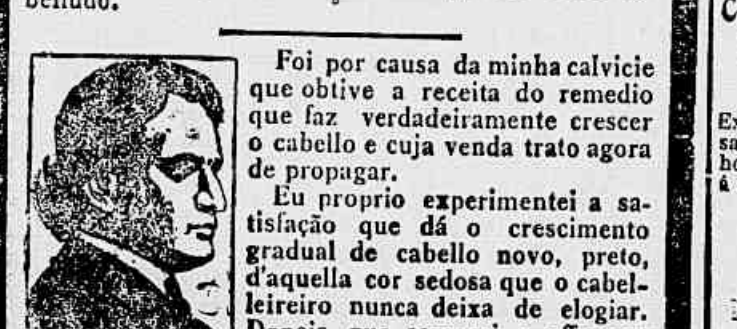 Foi por causa da minha calvicie
que obtive a receita do remedio
que faz verdadeiramente crescer
o cabello e cuja venda trato agora
de propagar.
Eu proprio experimentei a sa-
tisfação que dá o crescimento
gradual de cabello novo, preto,
d'aquella cor sedosa que o cabel-
leireiro nunca deixa de elogiar.